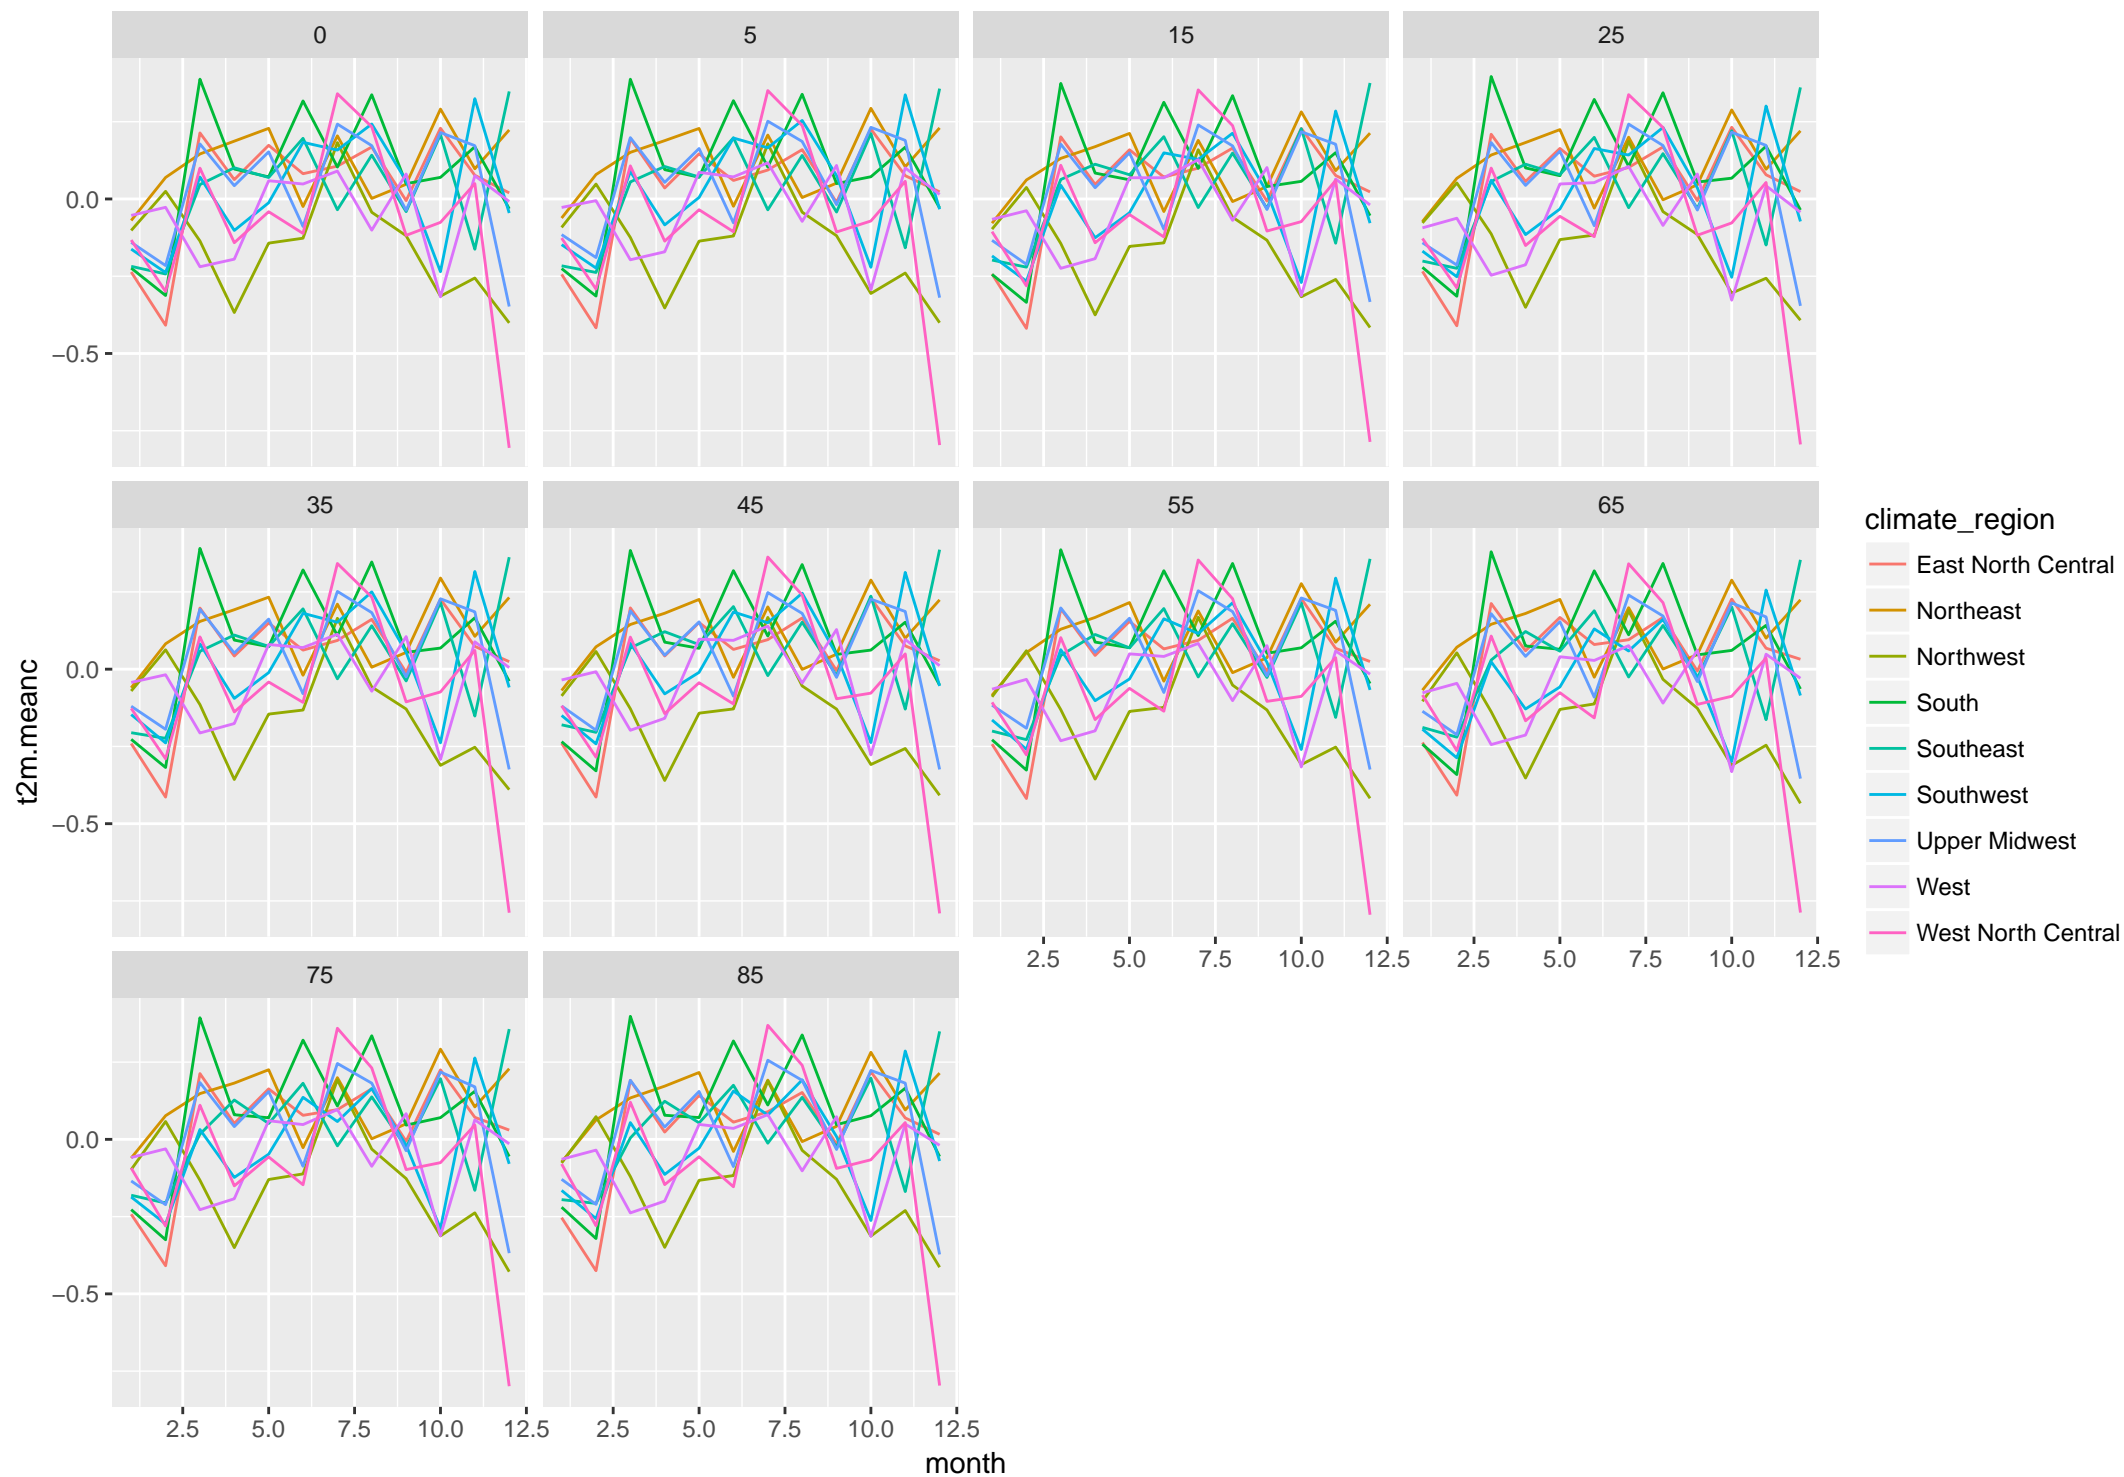 0 5 15 25
0.0
−0.5
35 45 55 65
0.0
−0.5
2.5 5.0 7.5 10.0 12.5 2.5 5.0 7.5 10.0 12.5
75 85
0.0
−0.5
2.5 5.0 7.5 10.0 12.5 2.5 5.0 7.5 10.0 12.5
month
t2m.meanc
climate_region
East North Central
Northeast
Northwest
South
Southeast
Southwest
Upper Midwest
West
West North Central